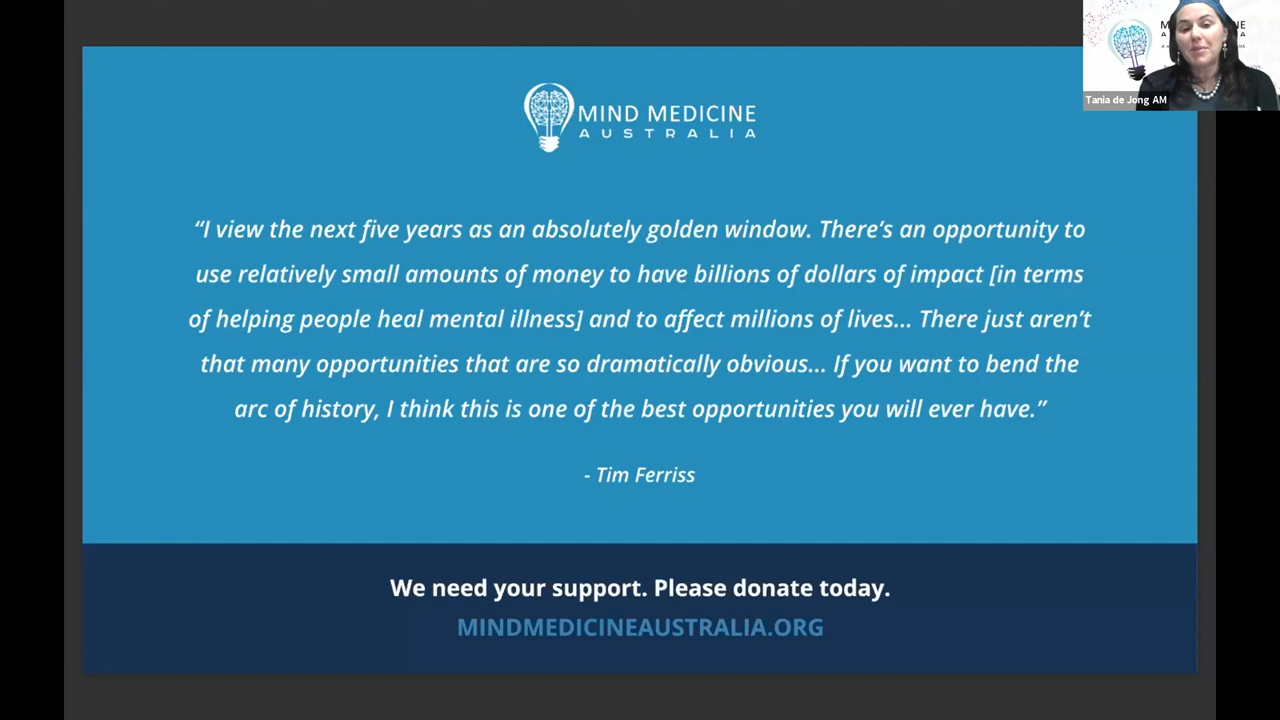 MIND MEDICINE
AUSTRALIA
“I view the next five years as an absolutely golden window. There’s an opportunity to
use relatively small amounts of money to have billions of dollars of impact [in terms
of helping people heal mental illness] and to affect millions of lives... There just aren’t
that many opportunities that are so dramatically obvious... If you want to bend the
arc of history, I think this is one of the best opportunities you will ever have.”
- Tim Ferriss
We need your support. Please donate today.
MINDMEDICINEAUSTRALIA.ORG
Tania de Jong AM